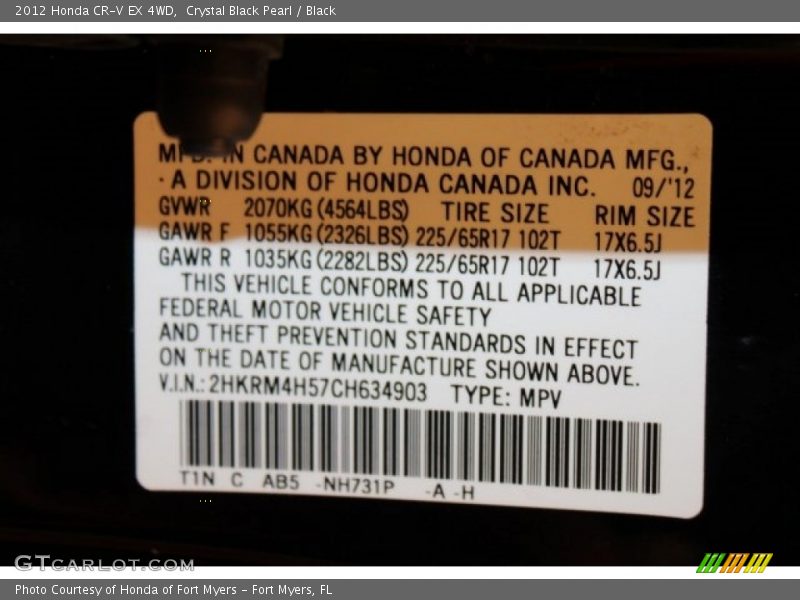 2012 Honda CR-V EX 4WD, Crystal Black Pearl / Black
MFD. IN CANADA BY HONDA OF CANADA MFG.,
A DIVISION OF HONDA CANADA INC. 09/'12
GVWR 2070KG (4564LBS) TIRE SIZE RIM SIZE
GAWR F 1055KG (2326LBS) 225/65R17 102T 17X6.5J
GAWR R 1035KG (2282LBS) 225/65R17 102T 17X6.5J
THIS VEHICLE CONFORMS TO ALL APPLICABLE
FEDERAL MOTOR VEHICLE SAFETY
AND THEFT PREVENTION STANDARDS IN EFFECT
ON THE DATE OF MANUFACTURE SHOWN ABOVE.
V.I.N.: 2HKRM4H57CH634903 TYPE: MPV
T1N C AB5 -NH731P -A -H
GTCARLOT.COM
Photo Courtesy of Honda of Fort Myers - Fort Myers, FL